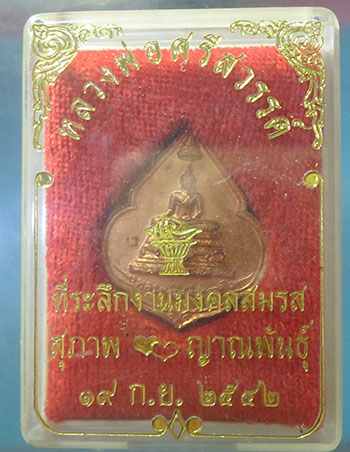 หลวงพ่อศรีสวรรค์
ที่ระลึกงานมงคลสมรส
สุภาพ ญาณพันธุ์
๑๙ ก.ย. ๒๕๔๒